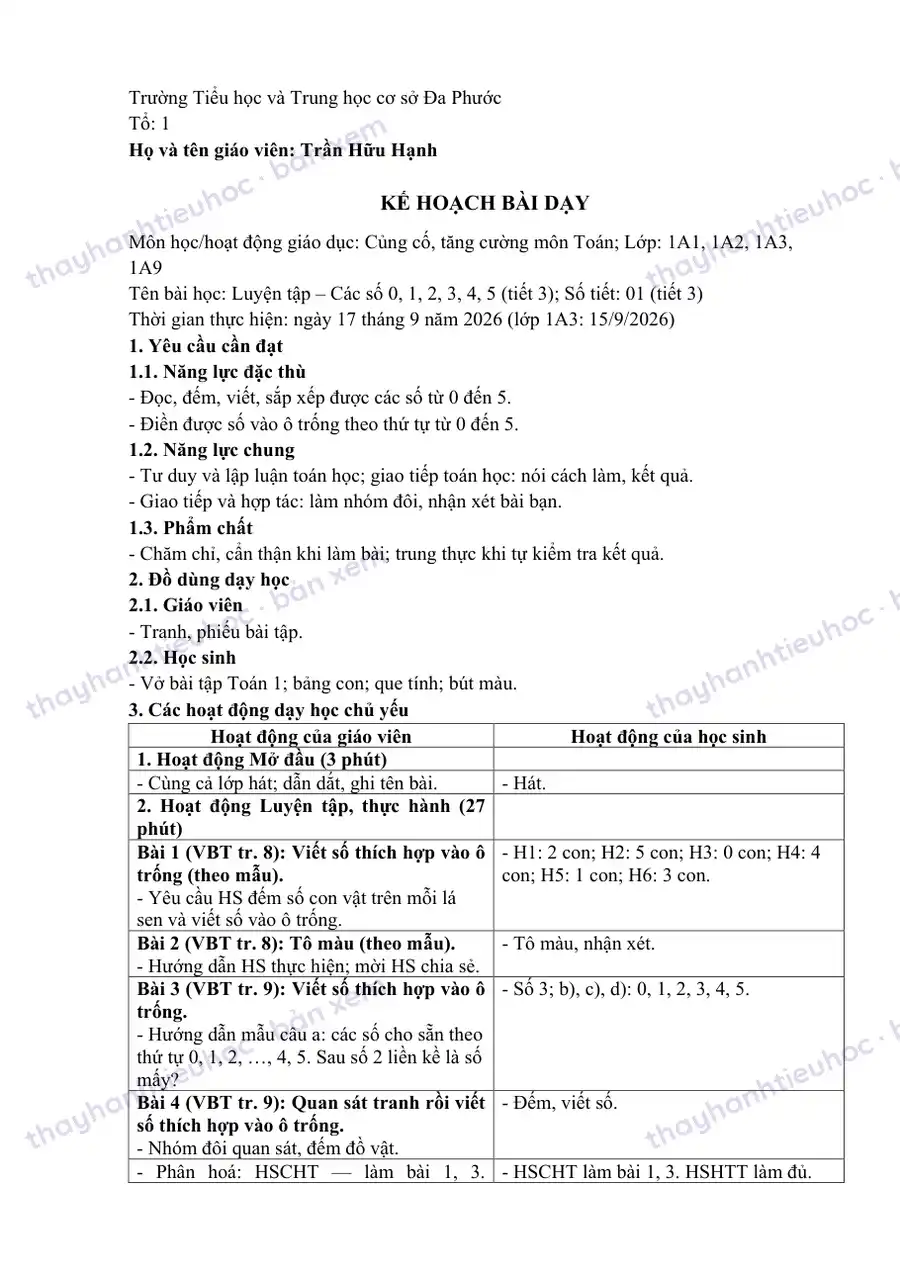 Trường Tiểu học và Trung học cơ sở Đa Phước
Tổ: 1
Họ và tên giáo viên: Trần Hữu Hạnh
KẾ HOẠCH BÀI DẠY
Môn học/hoạt động giáo dục: Củng cố, tăng cường môn Toán; Lớp: 1A1, 1A2, 1A3,
1A9
Tên bài học: Luyện tập – Các số 0, 1, 2, 3, 4, 5 (tiết 3); Số tiết: 01 (tiết 3)
Thời gian thực hiện: ngày 17 tháng 9 năm 2026 (lớp 1A3: 15/9/2026)
1. Yêu cầu cần đạt
1.1. Năng lực đặc thù
- Đọc, đếm, viết, sắp xếp được các số từ 0 đến 5.
- Điền được số vào ô trống theo thứ tự từ 0 đến 5.
1.2. Năng lực chung
- Tư duy và lập luận toán học; giao tiếp toán học: nói cách làm, kết quả.
- Giao tiếp và hợp tác: làm nhóm đôi, nhận xét bài bạn.
1.3. Phẩm chất
- Chăm chỉ, cẩn thận khi làm bài; trung thực khi tự kiểm tra kết quả.
2. Đồ dùng dạy học
2.1. Giáo viên
- Tranh, phiếu bài tập.
2.2. Học sinh
- Vở bài tập Toán 1; bảng con; que tính; bút màu.
3. Các hoạt động dạy học chủ yếu
Hoạt động của giáo viên
Hoạt động của học sinh
1. Hoạt động Mở đầu (3 phút)
- Cùng cả lớp hát; dẫn dắt, ghi tên bài.
- Hát.
2. Hoạt động Luyện tập, thực hành (27
phút)
Bài 1 (VBT tr. 8): Viết số thích hợp vào ô
trống (theo mẫu).
- Yêu cầu HS đếm số con vật trên mỗi lá
sen và viết số vào ô trống.
- H1: 2 con; H2: 5 con; H3: 0 con; H4: 4
con; H5: 1 con; H6: 3 con.
Bài 2 (VBT tr. 8): Tô màu (theo mẫu).
- Hướng dẫn HS thực hiện; mời HS chia sẻ.
- Tô màu, nhận xét.
Bài 3 (VBT tr. 9): Viết số thích hợp vào ô
trống.
- Hướng dẫn mẫu câu a: các số cho sẵn theo
thứ tự 0, 1, 2, …, 4, 5. Sau số 2 liền kề là số
mấy?
- Số 3; b), c), d): 0, 1, 2, 3, 4, 5.
Bài 4 (VBT tr. 9): Quan sát tranh rồi viết
số thích hợp vào ô trống.
- Nhóm đôi quan sát, đếm đồ vật.
- Đếm, viết số.
- Phân hoá: HSCHT — làm bài 1, 3.
- HSCHT làm bài 1, 3. HSHTT làm đủ.
thayhanhtieuhoc · bản xem
thayhanhtieuhoc · b
thayhanhtieuhoc · bản xem
thayhanhtieuhoc · b
thayhanhtieuhoc · bản xem
thayhanhtieuhoc · b